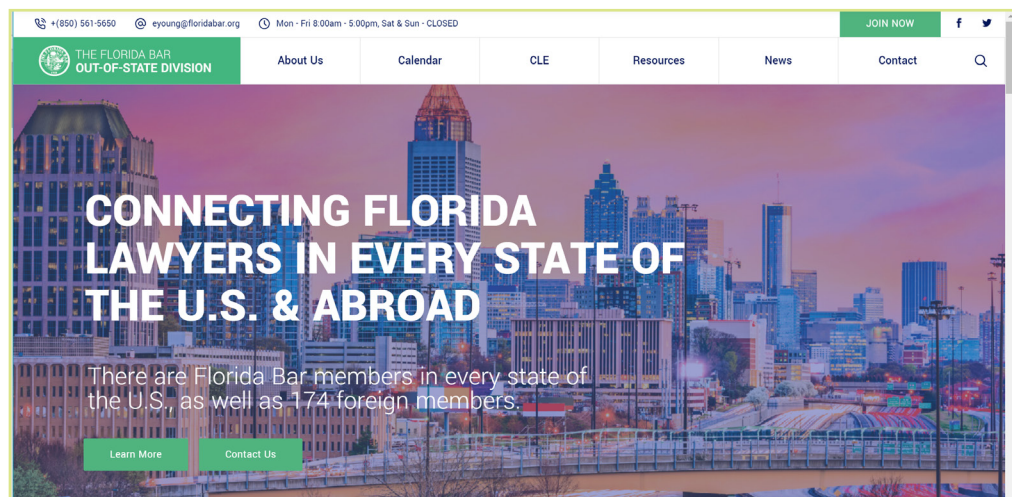 +(850) 561-5650 eyoung@floridabar.org Mon - Fri 8:00am - 5:00pm, Sat & Sun - CLOSED JOIN NOW
THE FLORIDA BAR
OUT-OF-STATE DIVISION
About Us Calendar CLE Resources News Contact
CONNECTING FLORIDA
LAWYERS IN EVERY STATE OF
THE U.S. & ABROAD
There are Florida Bar members in every state of
the U.S., as well as 174 foreign members.
Learn More Contact Us